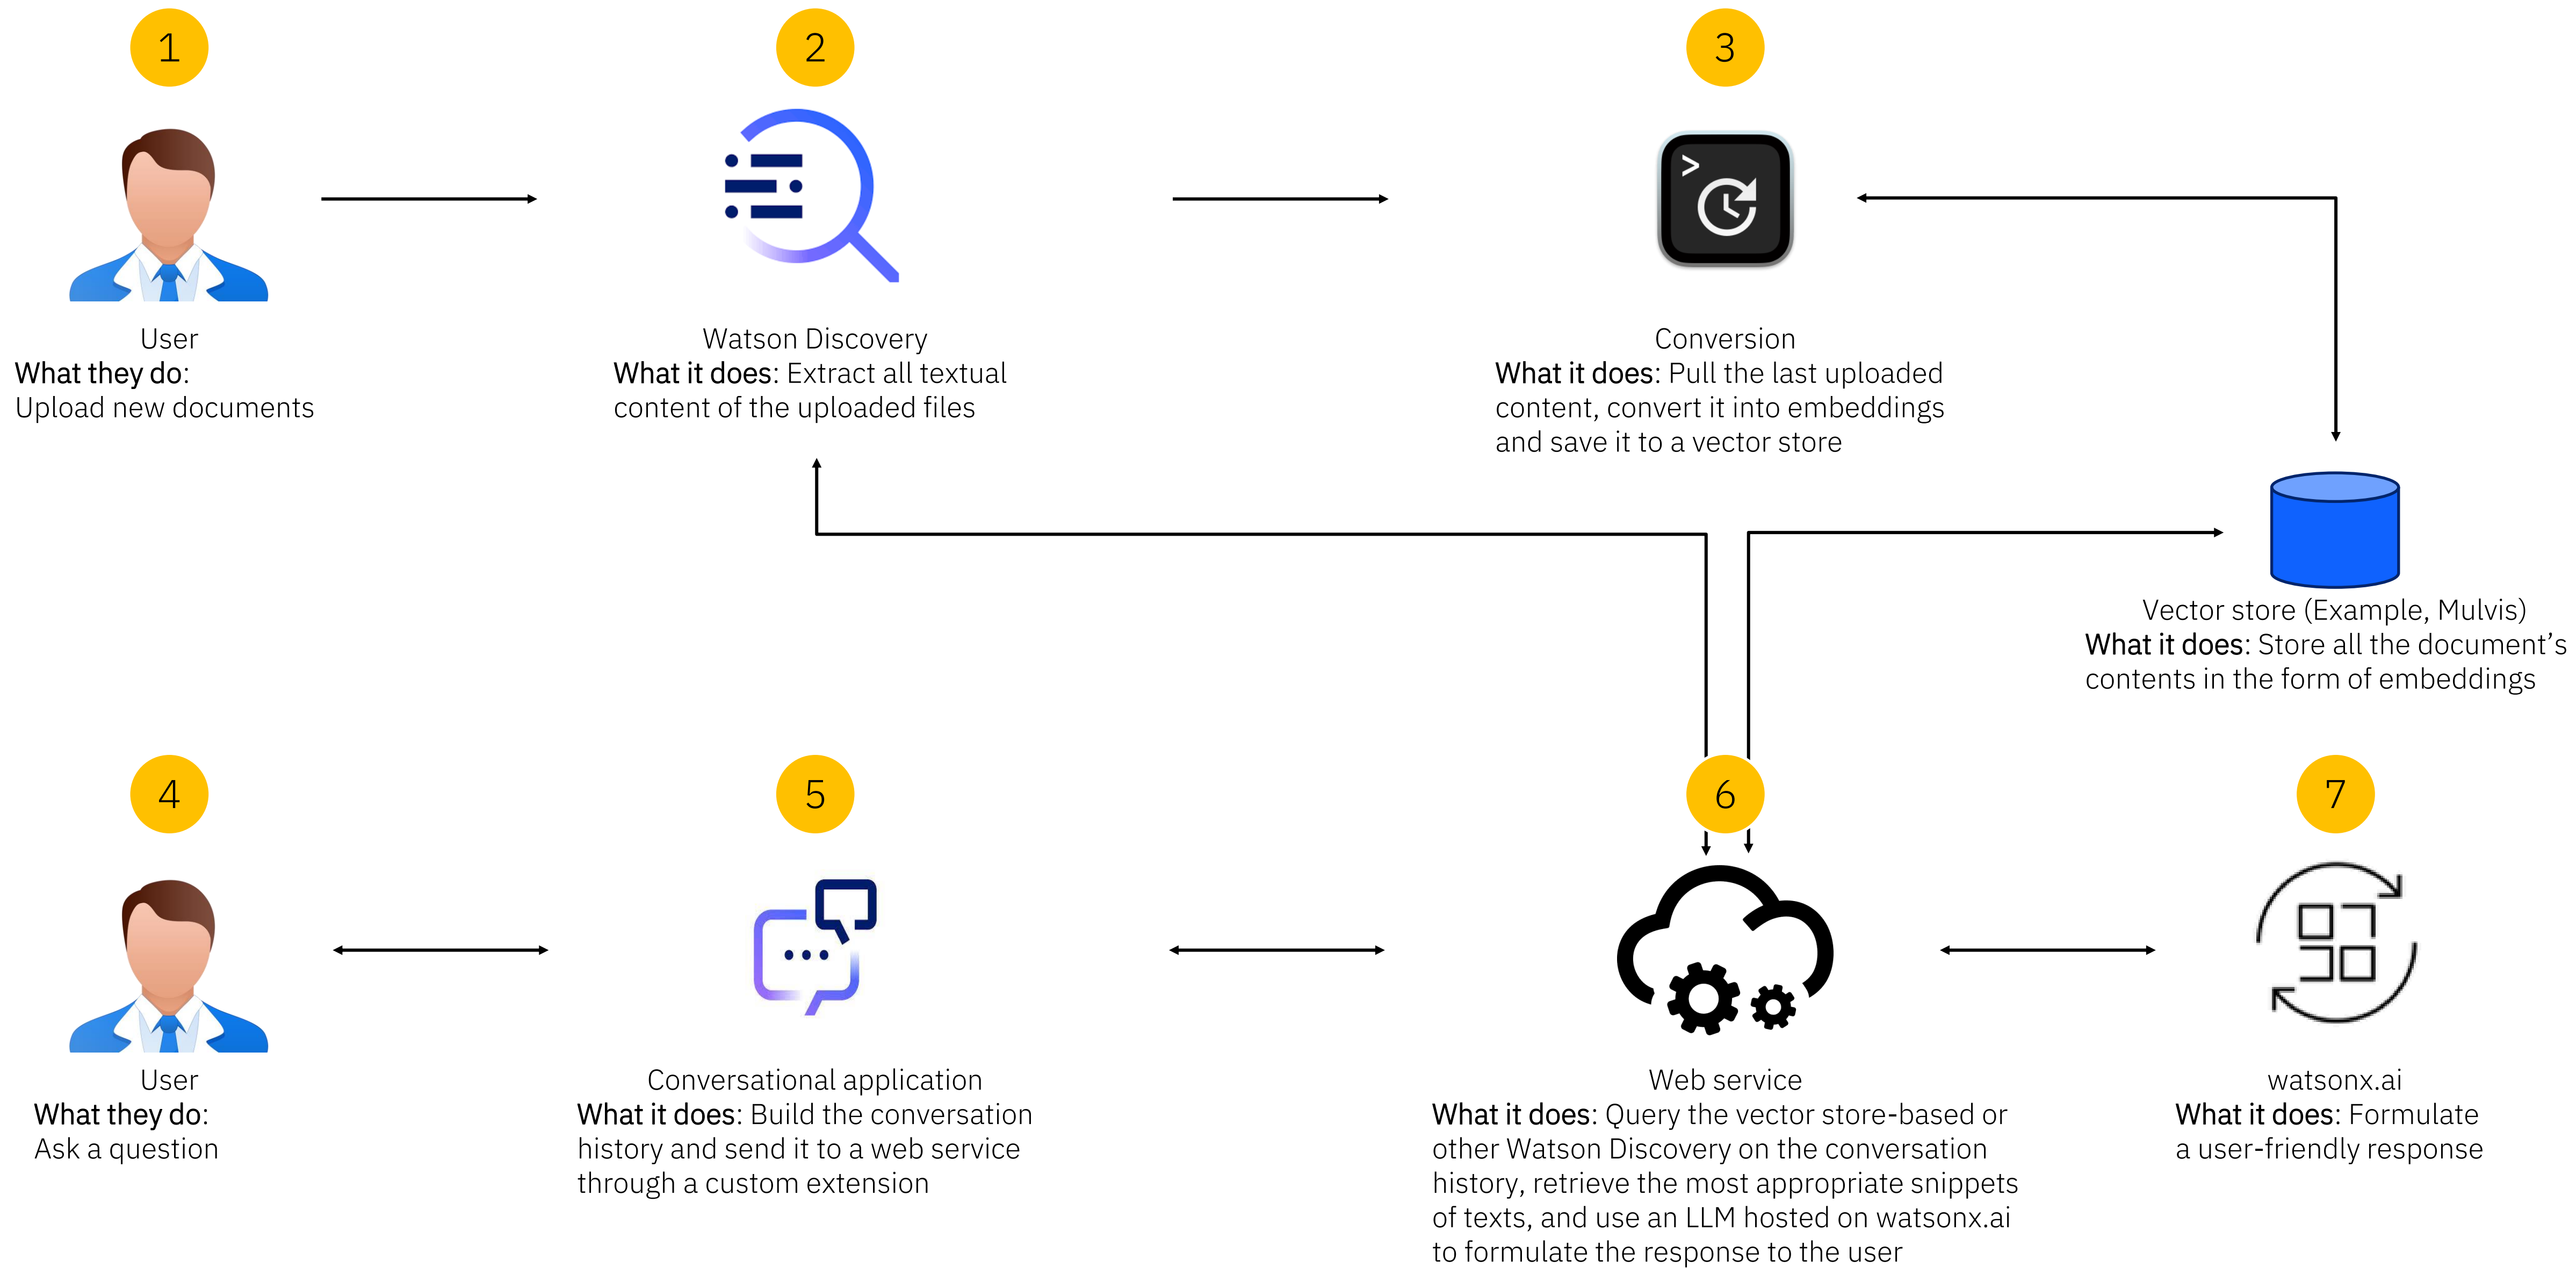 1
2
3
User
What they do:
Upload new documents
Watson Discovery
What it does: Extract all textual
content of the uploaded files
Conversion
What it does: Pull the last uploaded
content, convert it into embeddings
and save it to a vector store
Vector store (Example, Mulvis)
What it does: Store all the document’s
contents in the form of embeddings
4
5
6
7
User
What they do:
Ask a question
Conversational application
What it does: Build the conversation
history and send it to a web service
through a custom extension
Web service
What it does: Query the vector store-based or
other Watson Discovery on the conversation
history, retrieve the most appropriate snippets
of texts, and use an LLM hosted on watsonx.ai
to formulate the response to the user
watsonx.ai
What it does: Formulate
a user-friendly response